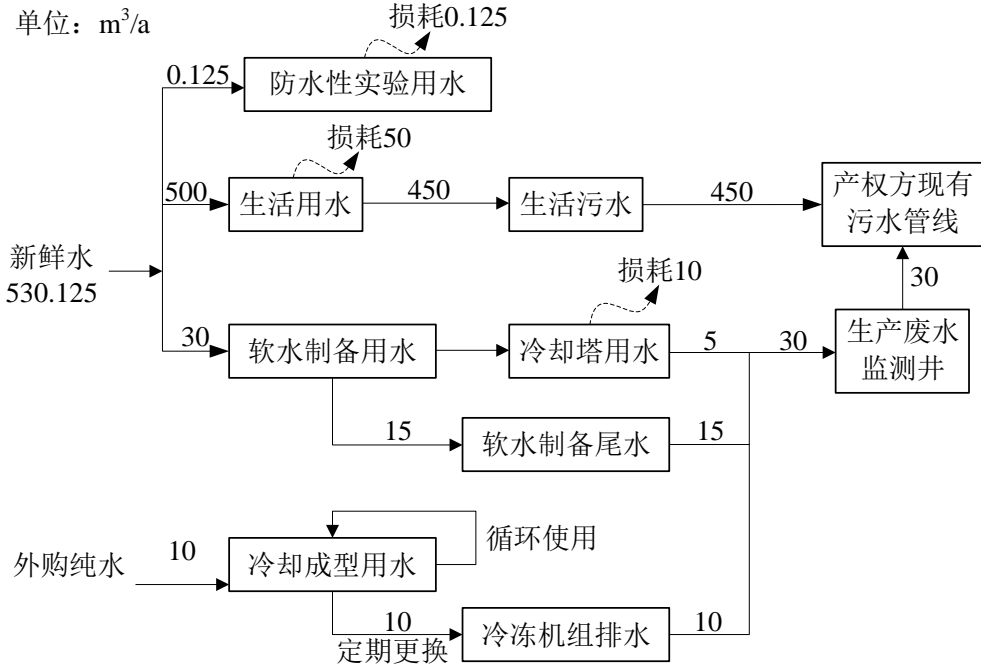 单位：m³/a
损耗0.125
0.125
防水性实验用水
损耗50
500
生活用水
450
生活污水
450
产权方现有
污水管线
新鲜水
530.125
损耗10
30
30
软水制备用水
冷却塔用水
5
30
生产废水
监测井
15
软水制备尾水
15
循环使用
外购纯水
10
冷却成型用水
10
定期更换
冷冻机组排水
10